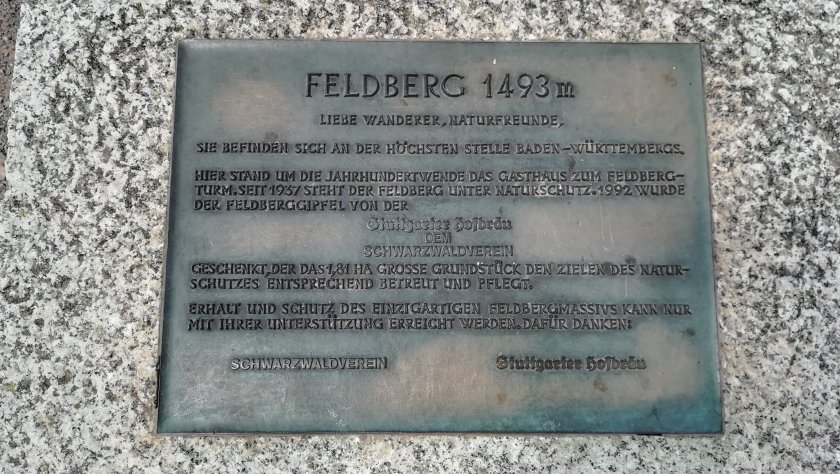 FELDBERG 1493m
LIEBE WANDERER, NATURFREUNDE,
SIE BEFINDEN SICH AN DER HÖCHSTEN STELLE BADEN-WÜRTTEMBERGS.
HIER STAND UM DIE JAHRHUNDERTWENDE DAS GASTHAUS ZUM FELDBERG-
TURM. SEIT 1937 STEHT DER FELDBERG UNTER NATURSCHUTZ. 1992 WURDE
DER FELDBERGGIPFEL VON DER
Stuttgarter Hofbräu
DEM
SCHWARZWALDVEREIN
GESCHENKT, DER DAS 1,81 HA GROSSE GRUNDSTÜCK DEN ZIELEN DES NATUR-
SCHUTZES ENTSPRECHEND BETREUT UND PFLEGT.
ERHALT UND SCHUTZ DES EINZIGARTIGEN FELDBERGMASSIVS KANN NUR
MIT IHRER UNTERSTÜTZUNG ERREICHT WERDEN. DAFÜR DANKEN:
SCHWARZWALDVEREIN Stuttgarter Hofbräu